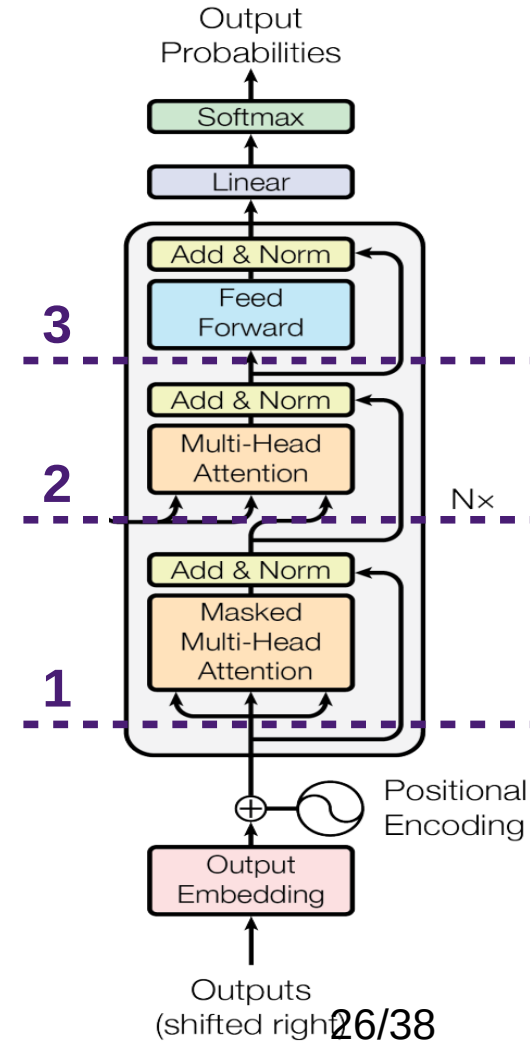 Output
Probabilities
Softmax
Linear
Add & Norm
Feed
Forward
3
Add & Norm
Multi-Head
Attention
2
N×
Add & Norm
Masked
Multi-Head
Attention
1
Positional
Encoding
Output
Embedding
Outputs
(shifted right)
26/38